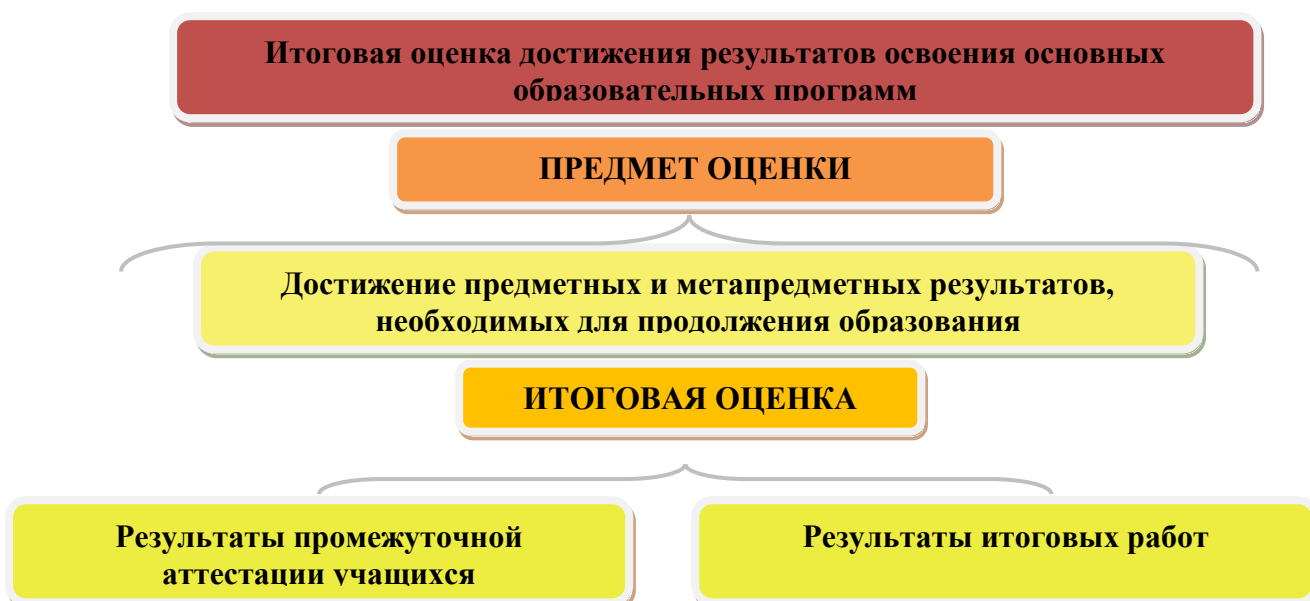 Итоговая оценка достижения результатов освоения основных
образовательных программ
ПРЕДМЕТ ОЦЕНКИ
Достижение предметных и метапредметных результатов,
необходимых для продолжения образования
ИТОГОВАЯ ОЦЕНКА
Результаты промежуточной
аттестации учащихся
Результаты итоговых работ